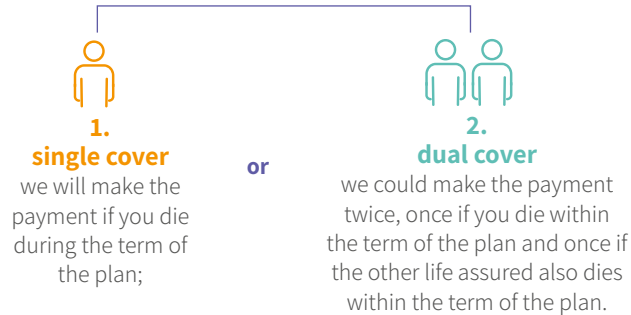 1.
single cover
we will make the
payment if you die
during the term of
the plan;
or
2.
dual cover
we could make the payment
twice, once if you die within
the term of the plan and once if
the other life assured also dies
within the term of the plan.